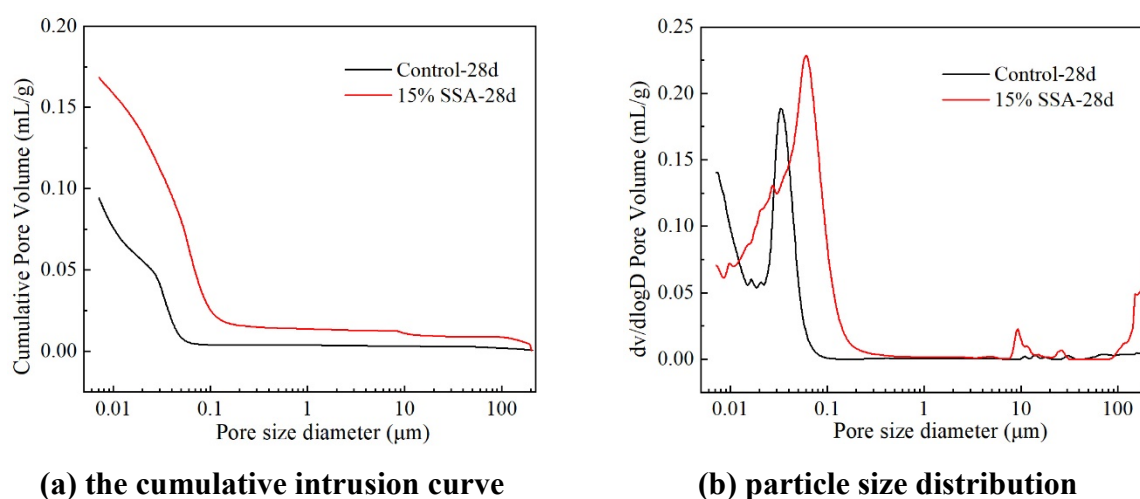 0.20
0.15
0.10
0.05
0.00
Cumulative Pore Volume (mL/g)
Control-28d
15% SSA-28d
0.01 0.1 1 10 100
Pore size diameter (μm)
(a) the cumulative intrusion curve
0.25
0.20
0.15
0.10
0.05
0.00
dv/dlogD Pore Volume (mL/g)
Control-28d
15% SSA-28d
0.01 0.1 1 10 100
Pore size diameter (μm)
(b) particle size distribution